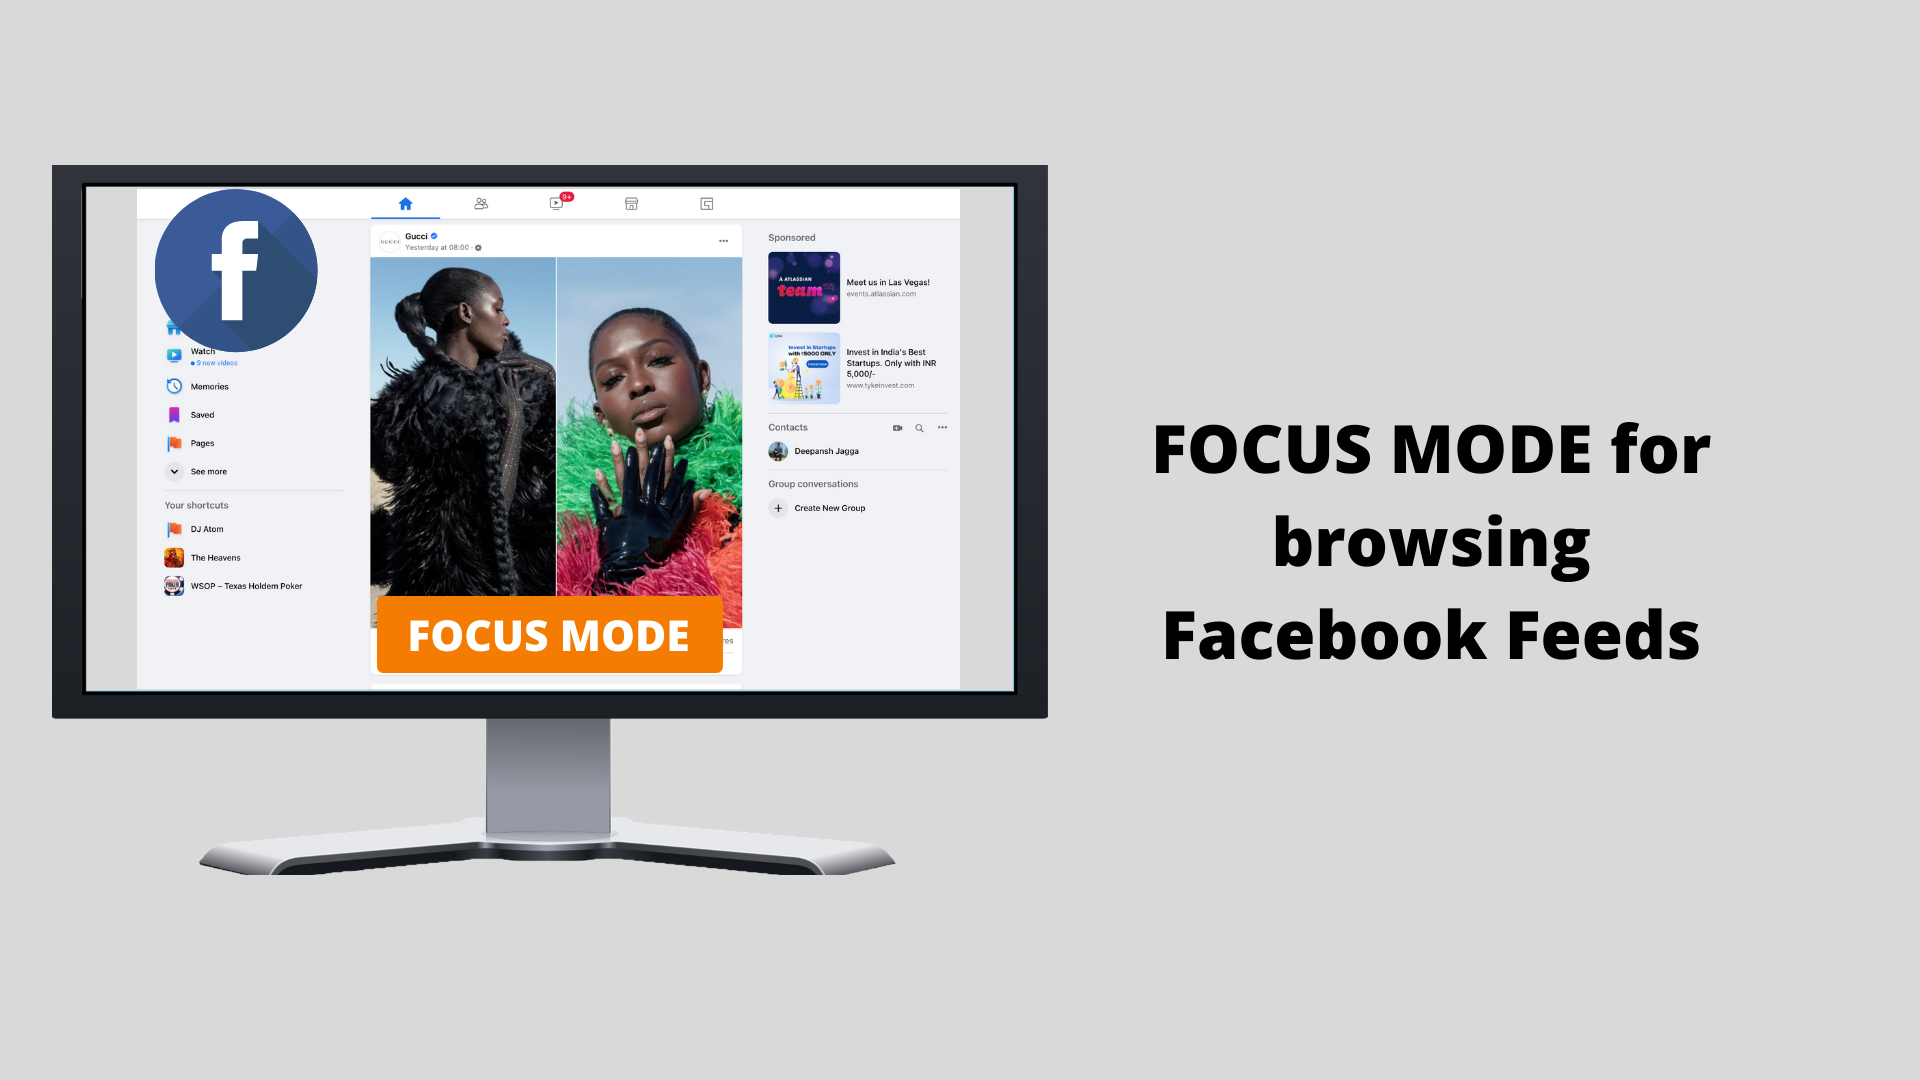 9+
f
Watch
9 new videos
Memories
Saved
Pages
See more
Your shortcuts
DJ Atom
The Heavens
WSOP – Texas Holdem Poker
GUCCI
Gucci
Yesterday at 08:00 ·
FOCUS MODE
Sponsored
A ATLASSIAN
team
Meet us in Las Vegas!
events.atlassian.com
tyke
Invest in Startups
with ₹5000 ONLY
Invest in India's Best
Startups. Only with INR
5,000/-
www.tykeinvest.com
Contacts
Deepansh Jagga
Group conversations
Create New Group
FOCUS MODE for
browsing
Facebook Feeds